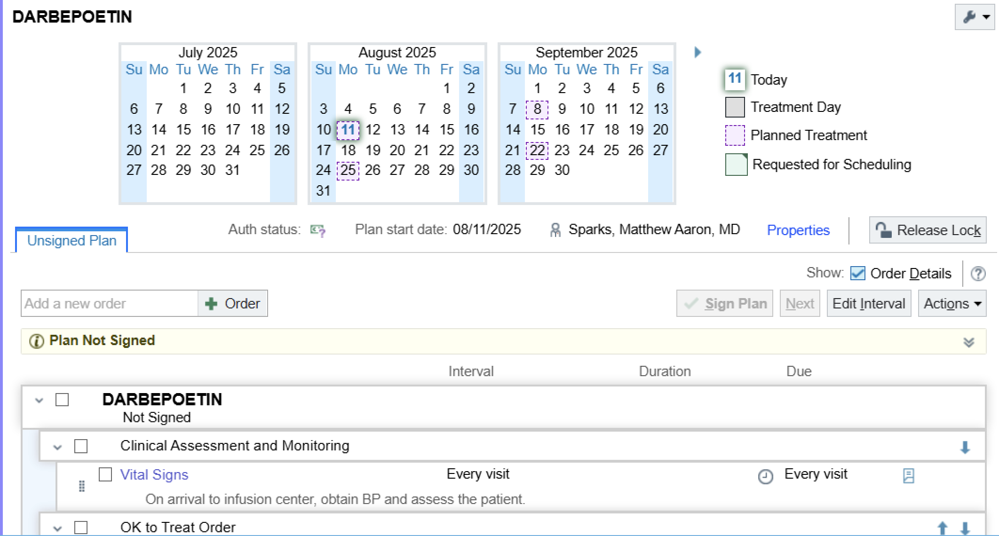 DARBEPOETIN
July 2025
Su Mo Tu We Th Fr Sa
1 2 3 4 5
6 7 8 9 10 11 12
13 14 15 16 17 18 19
20 21 22 23 24 25 26
27 28 29 30 31
August 2025
Su Mo Tu We Th Fr Sa
1 2
3 4 5 6 7 8 9
10 11 12 13 14 15 16
17 18 19 20 21 22 23
24 25 26 27 28 29 30
31
September 2025
Su Mo Tu We Th Fr Sa
1 2 3 4 5 6
7 8 9 10 11 12 13
14 15 16 17 18 19 20
21 22 23 24 25 26 27
28 29 30
11 Today
Treatment Day
Planned Treatment
Requested for Scheduling
Unsigned Plan
Auth status: ? Plan start date: 08/11/2025 Sparks, Matthew Aaron, MD Properties Release Lock
Show: Order Details ?
Add a new order Order Sign Plan Next Edit Interval Actions
i Plan Not Signed
Interval Duration Due
DARBEPOETIN
Not Signed
Clinical Assessment and Monitoring
Vital Signs Every visit Every visit
On arrival to infusion center, obtain BP and assess the patient.
OK to Treat Order